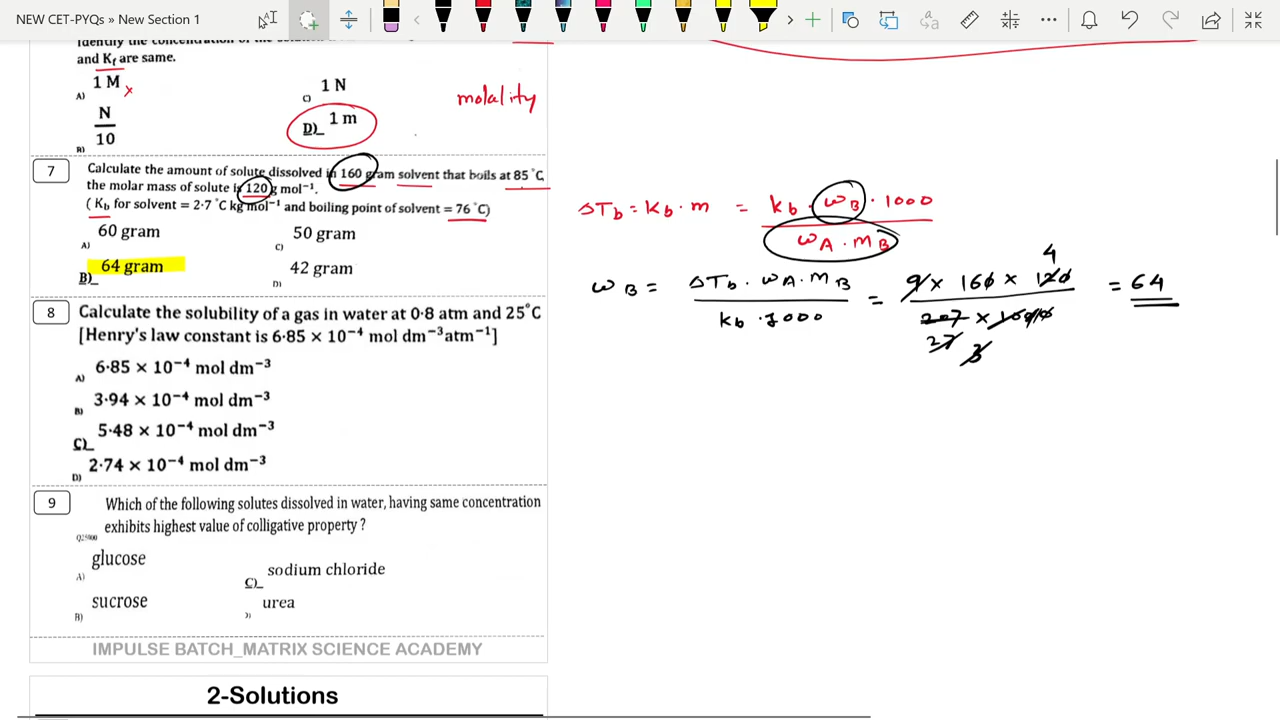 NEW CET-PYQs » New Section 1
Identify the concentration of the
and Kf are same.
A) 1 M x
C) 1 N
B) N/10
D) 1 m
molality
7
Calculate the amount of solute dissolved in 160 gram solvent that boils at 85 °C,
the molar mass of solute is 120 g mol⁻¹.
( Kb for solvent = 2·7 °C kg mol⁻¹ and boiling point of solvent = 76 °C)
A) 60 gram
C) 50 gram
B) 64 gram
D) 42 gram
ΔTb = Kb · m = Kb · WB · 1000 / WA · MB
WB = ΔTb · WA · MB / Kb · 1000 = 9 × 160 × 120 / 2.7 × 1000 = 64
4
27
3
8
Calculate the solubility of a gas in water at 0·8 atm and 25°C
[Henry's law constant is 6·85 × 10⁻⁴ mol dm⁻³atm⁻¹]
A) 6·85 × 10⁻⁴ mol dm⁻³
B) 3·94 × 10⁻⁴ mol dm⁻³
C) 5·48 × 10⁻⁴ mol dm⁻³
D) 2·74 × 10⁻⁴ mol dm⁻³
9
Which of the following solutes dissolved in water, having same concentration
exhibits highest value of colligative property ?
A) glucose
C) sodium chloride
B) sucrose
D) urea
IMPULSE BATCH_MATRIX SCIENCE ACADEMY
2-Solutions